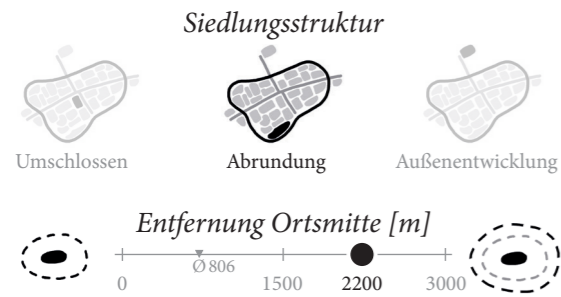 Siedlungsstruktur
Umschlossen Abrundung Außenentwicklung
Entfernung Ortsmitte [m]
Ø 806
0 1500 2200 3000